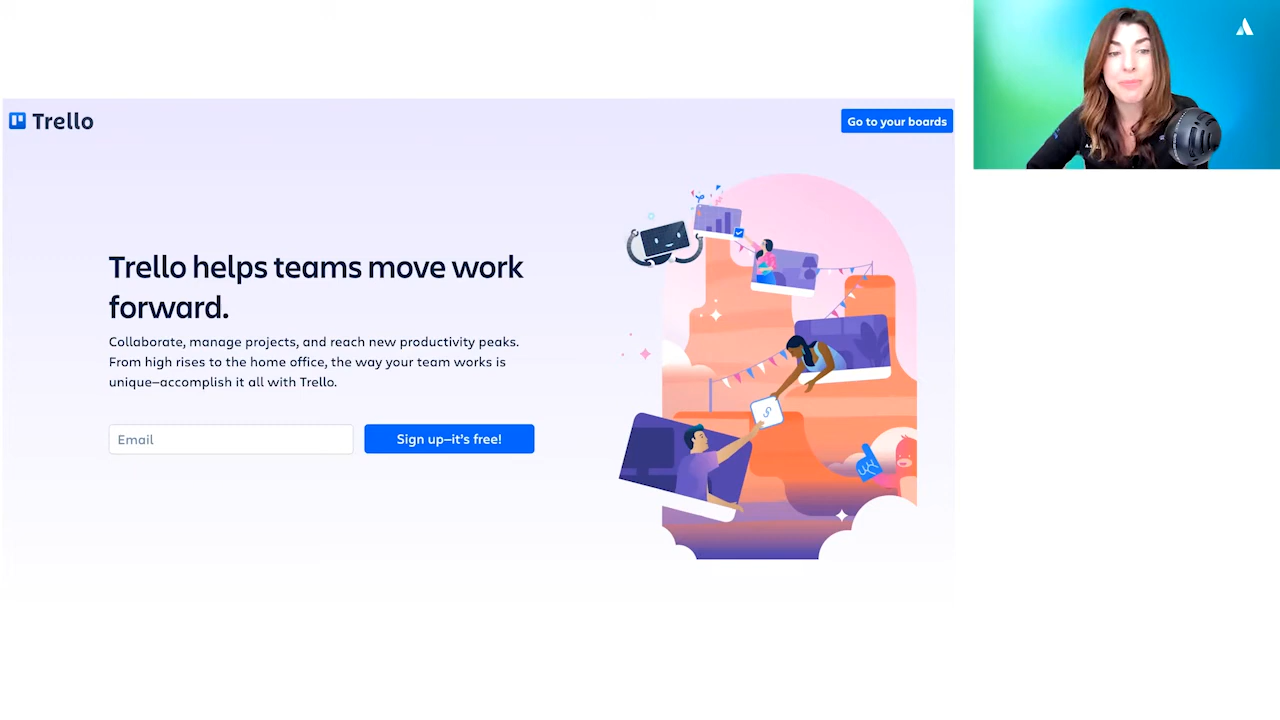 Trello
Go to your boards
Trello helps teams move work
forward.
Collaborate, manage projects, and reach new productivity peaks.
From high rises to the home office, the way your team works is
unique—accomplish it all with Trello.
Email
Sign up—it's free!